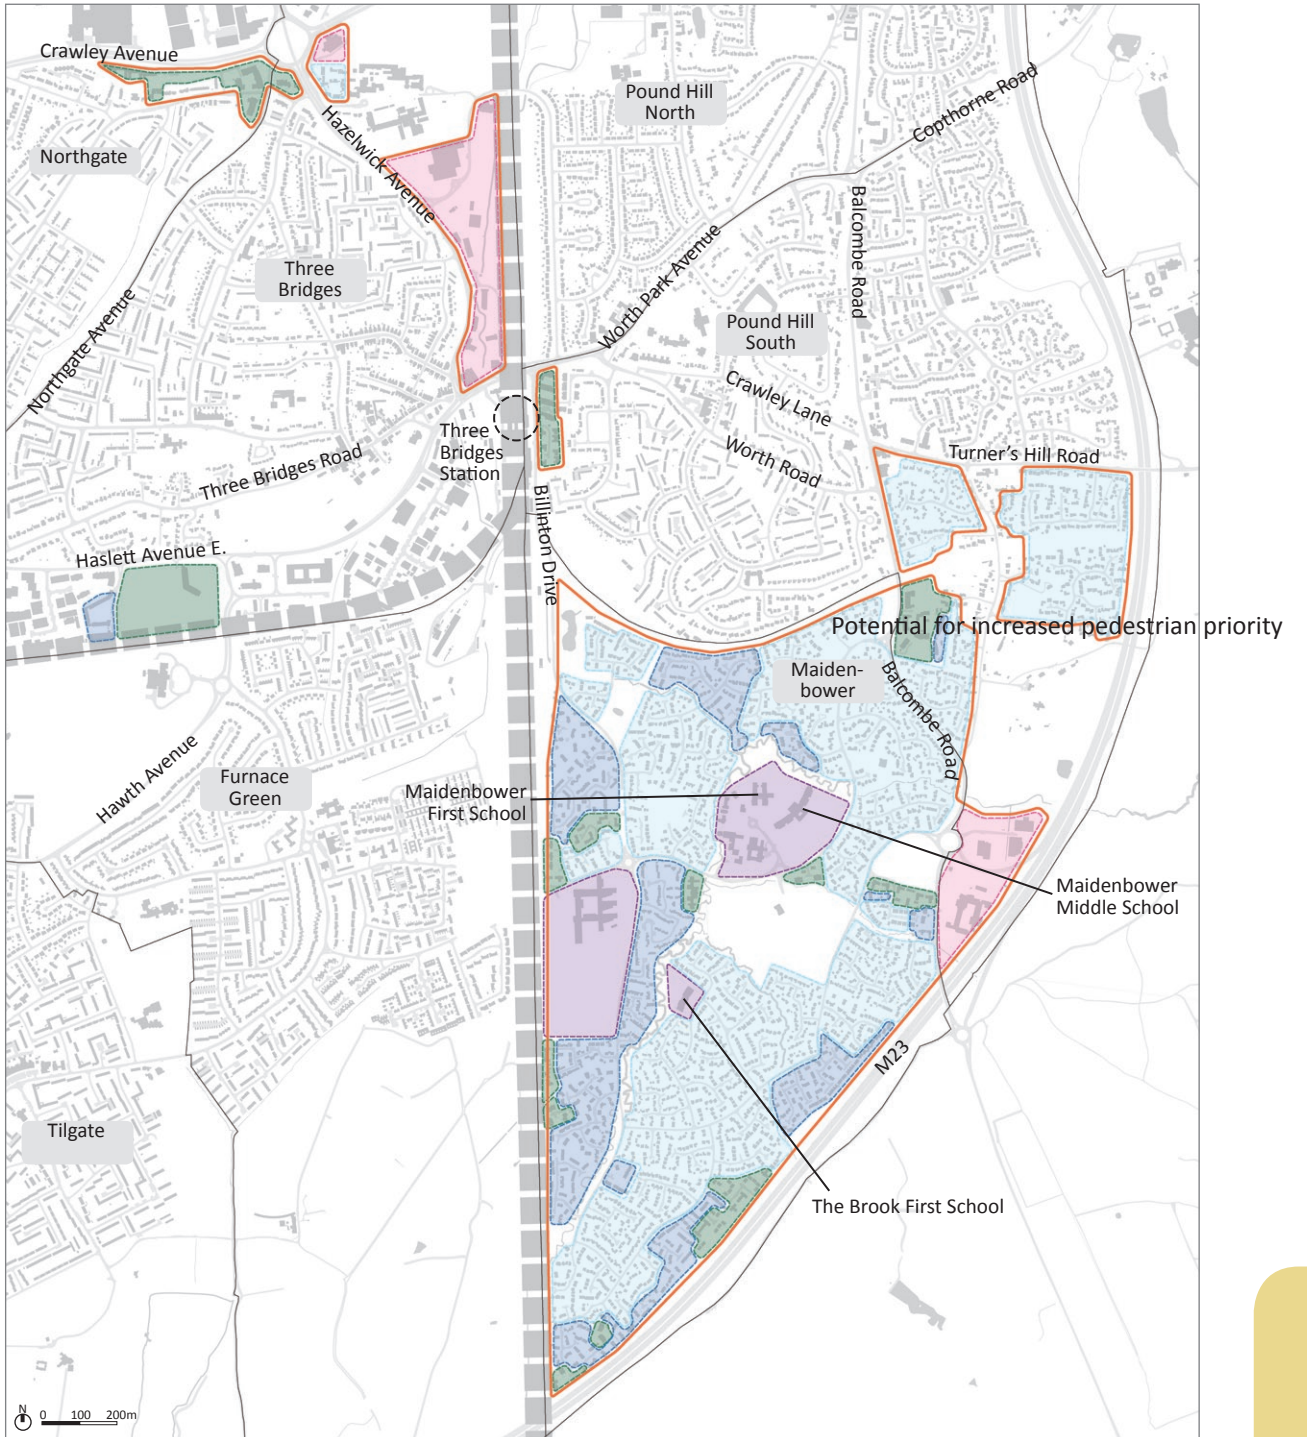 Crawley Avenue
Pound Hill
North
Copthorne Road
Northgate
Hazelwick Avenue
Balcombe Road
Three
Bridges
Worth Park Avenue
Northgate Avenue
Pound Hill
South
Crawley Lane
Three
Bridges
Station
Worth Road
Turner's Hill Road
Three Bridges Road
Billinton Drive
Haslett Avenue E.
Potential for increased pedestrian priority
Maiden-
bower
Balcombe Road
Hawth Avenue
Furnace
Green
Maidenbower
First School
Maidenbower
Middle School
M23
Tilgate
The Brook First School
N
0 100 200m